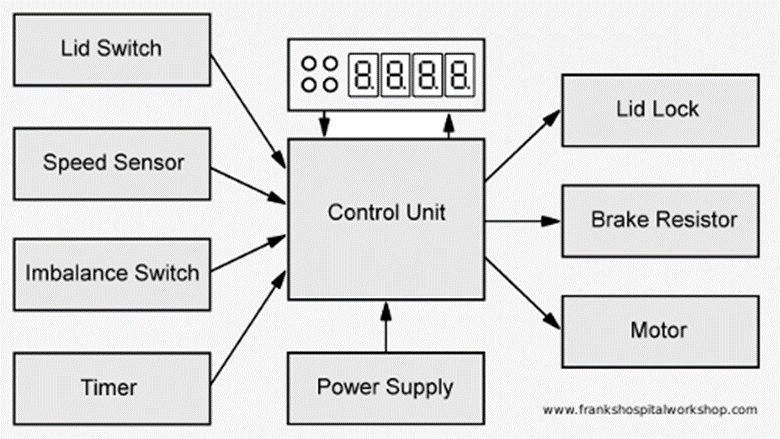 Lid Switch
8.8.8.8.
Lid Lock
Speed Sensor
Control Unit
Brake Resistor
Imbalance Switch
Motor
Timer
Power Supply
www.frankshospitalworkshop.com